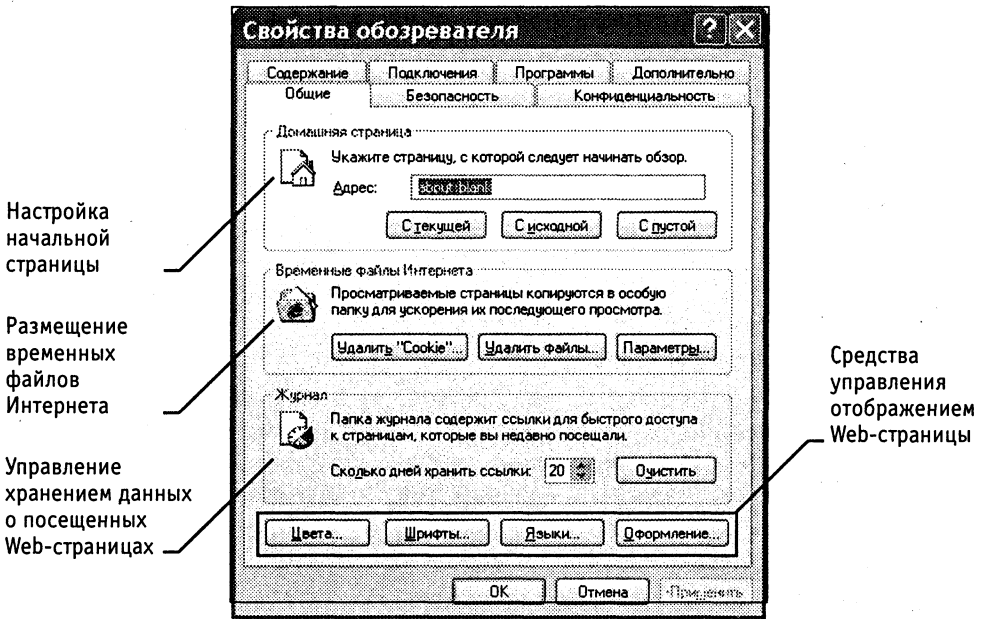 Свойства обозревателя
Содержание Подключения Программы Дополнительно
Общие Безопасность Конфиденциальность
Домашняя страница
Укажите страницу, с которой следует начинать обзор.
Адрес: about:blank
С текущей С исходной С пустой
Временные файлы Интернета
Просматриваемые страницы копируются в особую
папку для ускорения их последующего просмотра.
Удалить "Cookie"... Удалить файлы... Параметры...
Журнал
Папка журнала содержит ссылки для быстрого доступа
к страницам, которые вы недавно посещали.
Сколько дней хранить ссылки: 20 Очистить
Цвета... Шрифты... Языки... Оформление...
ОК Отмена Применить
Настройка
начальной
страницы
Размещение
временных
файлов
Интернета
Управление
хранением данных
о посещенных
Web-страницах
Средства
управления
отображением
Web-страницы